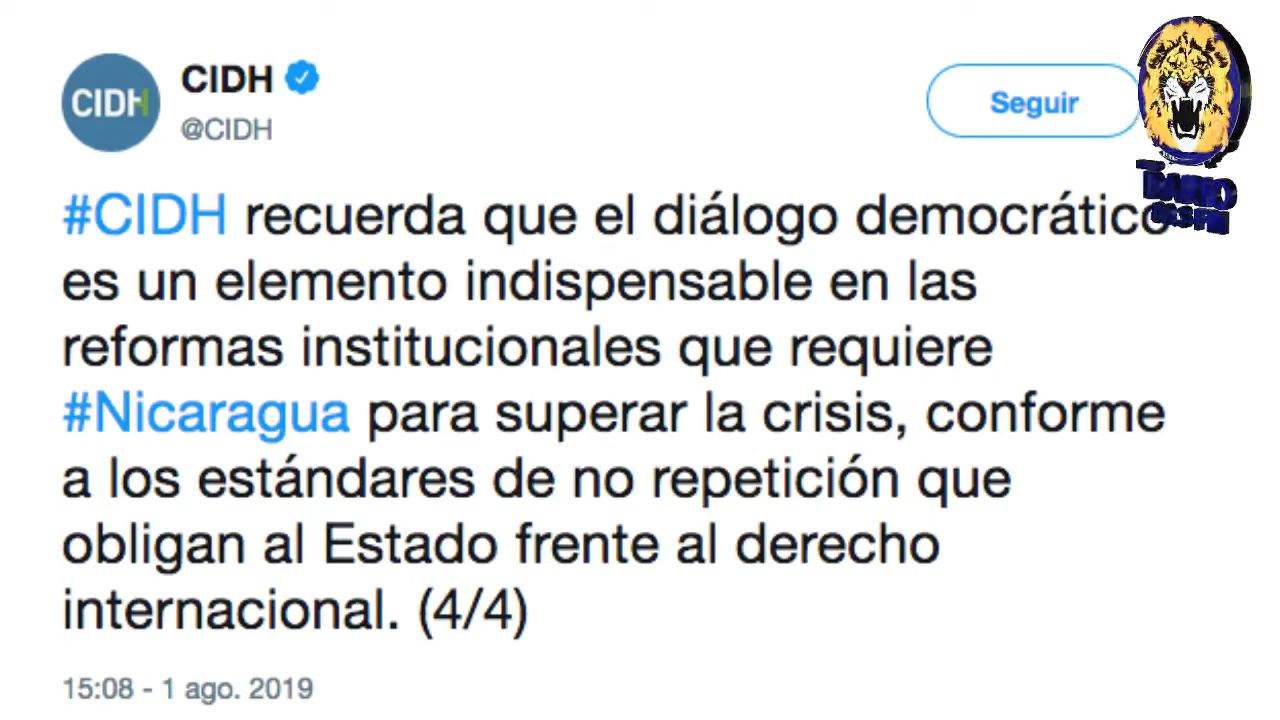 CIDH
CIDH
@CIDH
Seguir
#CIDH recuerda que el diálogo democrático
es un elemento indispensable en las
reformas institucionales que requiere
#Nicaragua para superar la crisis, conforme
a los estándares de no repetición que
obligan al Estado frente al derecho
internacional. (4/4)
15:08 - 1 ago. 2019